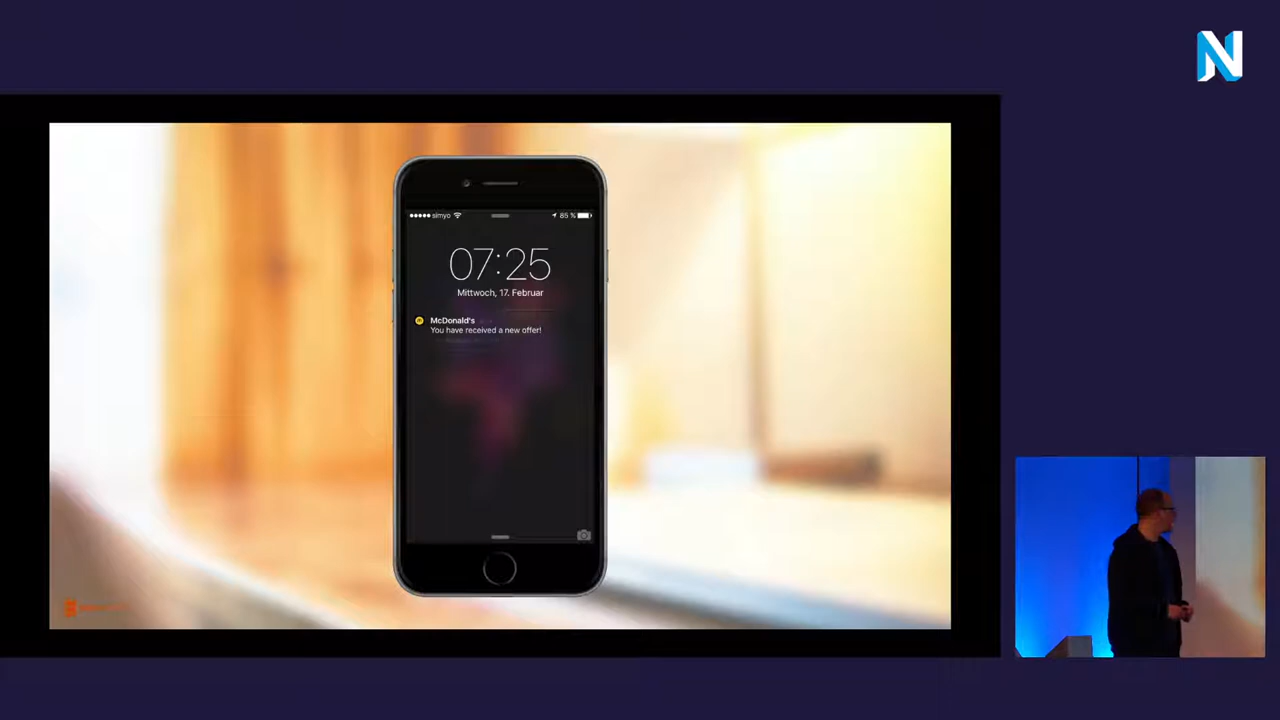 N
●●●●● simyo
85 %
07:25
Mittwoch, 17. Februar
McDonald's
You have received a new offer!